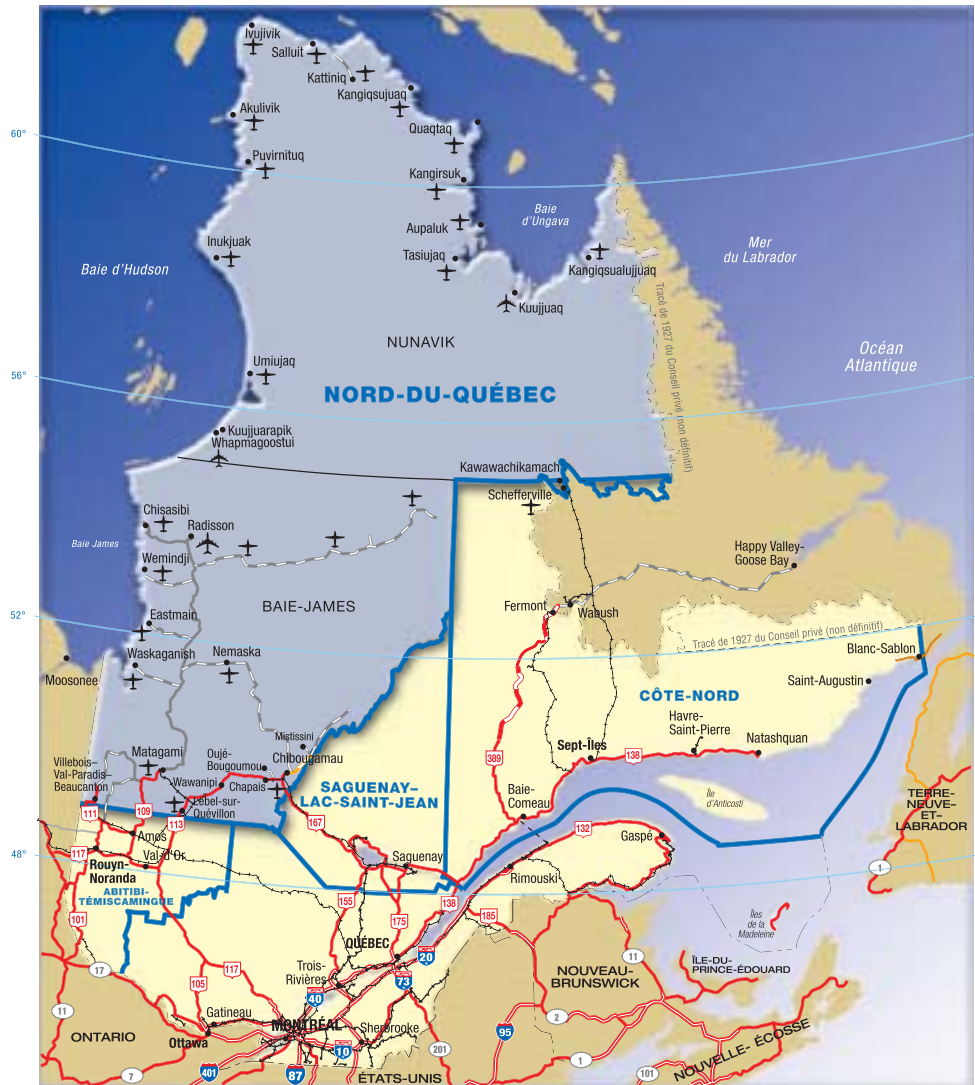 Ivujivik
Salluit
Kattiniq
Kangiqsujuaq
Akulivik
Quaqtaq
60°
Puvirnituq
Kangirsuk
Baie
d'Ungava
Aupaluk
Inukjuak
Tasiujaq
Kangiqsualujjuaq
Mer
du Labrador
Baie d'Hudson
Kuujjuaq
Tracé de 1927 du Conseil privé (non définitif)
NUNAVIK
Océan
Atlantique
Umiujaq
56°
NORD-DU-QUÉBEC
Kuujjuarapik
Whapmagoostui
Kawawachikamach
Schefferville
Chisasibi
Radisson
Baie James
Wemindji
Happy Valley-
Goose Bay
BAIE-JAMES
Fermont
Wabush
52°
Eastmain
Tracé de 1927 du Conseil privé (non définitif)
Waskaganish
Nemaska
Blanc-Sablon
Moosonee
Saint-Augustin
CÔTE-NORD
Havre-
Saint-Pierre
Natashquan
Mistissini
Sept-Îles
138
389
Matagami
Oujé-
Bougoumou
Chibougamau
Villebois–
Val-Paradis–
Beaucanton
Wawanipi
Chapais
SAGUENAY–
LAC-SAINT-JEAN
Île
d'Anticosti
Baie-
Comeau
TERRE-
NEUVE-
ET-
LABRADOR
Lebel-sur-
Quévillon
111
109
113
167
132
Gaspé
Amos
48°
117
Val-d'Or
Saguenay
Rimouski
1
Rouyn-
Noranda
ABITIBI-
TÉMISCAMINGUE
101
155
175
138
185
Îles
de la
Madeleine
QUÉBEC
20
11
17
117
105
Trois-
Rivières
73
NOUVEAU-
BRUNSWICK
ÎLE-DU-
PRINCE-ÉDOUARD
40
11
Gatineau
MONTRÉAL
Sherbrooke
2
95
ONTARIO
Ottawa
10
201
NOUVELLE- ÉCOSSE
1
101
7
401
87
ÉTATS-UNIS